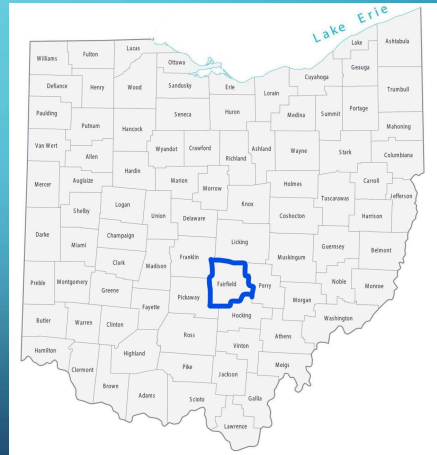 Lake Erie
Williams
Fulton
Lucas
Ottawa
Lake
Ashtabula
Geauga
Cuyahoga
Defiance
Henry
Wood
Sandusky
Erie
Lorain
Trumbull
Paulding
Seneca
Huron
Medina
Summit
Portage
Putnam
Hancock
Mahoning
Van Wert
Wyandot
Crawford
Richland
Ashland
Wayne
Stark
Columbiana
Allen
Hardin
Mercer
Auglaize
Marion
Morrow
Holmes
Carroll
Jefferson
Logan
Knox
Tuscarawas
Shelby
Union
Delaware
Coshocton
Harrison
Darke
Champaign
Licking
Miami
Guernsey
Belmont
Clark
Franklin
Muskingum
Madison
Preble
Montgomery
Fairfield
Perry
Noble
Monroe
Greene
Pickaway
Morgan
Fayette
Hocking
Washington
Butler
Warren
Clinton
Ross
Athens
Hamilton
Highland
Vinton
Clermont
Pike
Meigs
Jackson
Brown
Adams
Scioto
Gallia
Lawrence